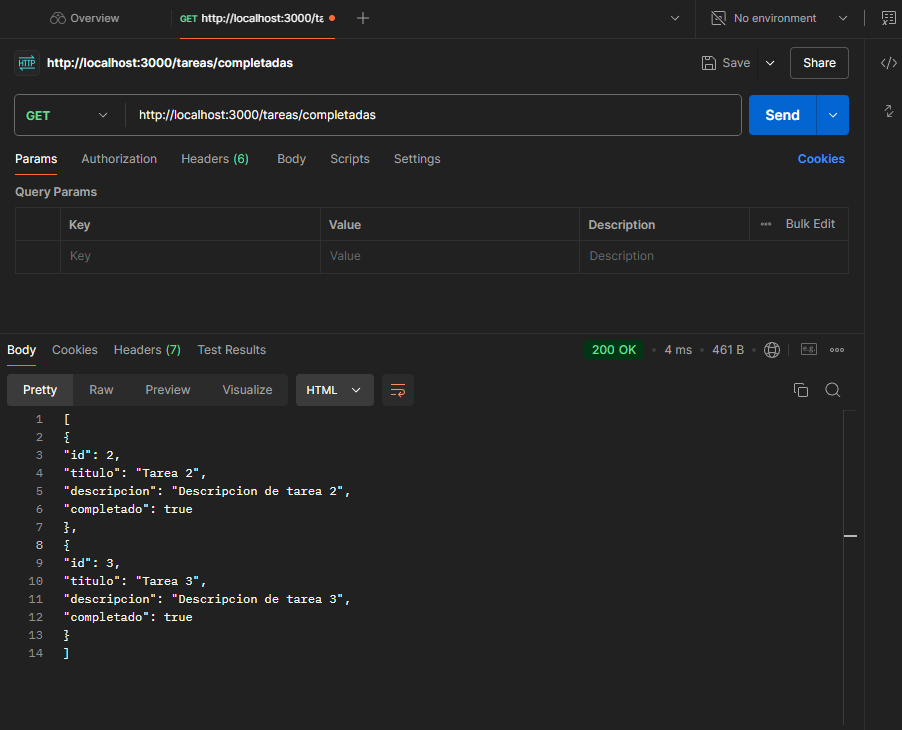 Overview
GET http://localhost:3000/ta
No environment
HTTP http://localhost:3000/tareas/completadas
Save
Share
GET http://localhost:3000/tareas/completadas
Send
Params Authorization Headers (6) Body Scripts Settings Cookies
Query Params
Key Value Description ••• Bulk Edit
Key Value Description
Body Cookies Headers (7) Test Results 200 OK • 4 ms • 461 B •
Pretty Raw Preview Visualize HTML
1 [
2 {
3 "id": 2,
4 "titulo": "Tarea 2",
5 "descripcion": "Descripcion de tarea 2",
6 "completado": true
7 },
8 {
9 "id": 3,
10 "titulo": "Tarea 3",
11 "descripcion": "Descripcion de tarea 3",
12 "completado": true
13 }
14 ]